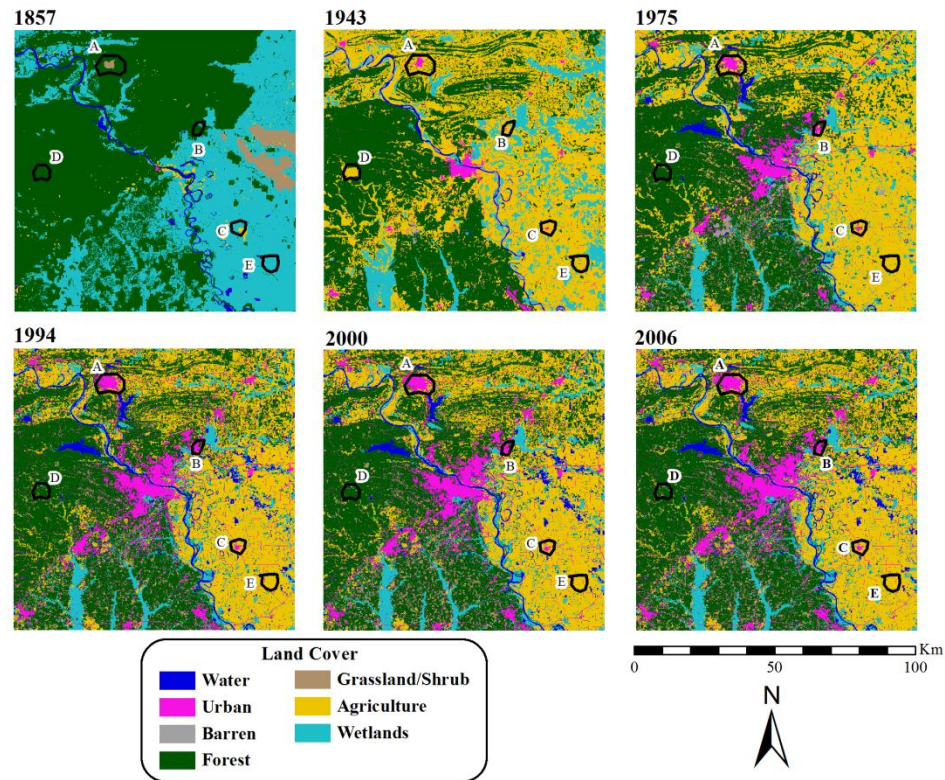 1857
1943
1975
A
A
A
B
B
B
D
D
D
C
C
C
E
E
E
1994
2000
2006
A
A
A
B
B
B
D
D
D
C
C
C
E
E
E
Land Cover
Water
Grassland/Shrub
Urban
Agriculture
Barren
Wetlands
Forest
Km
0
50
100
N